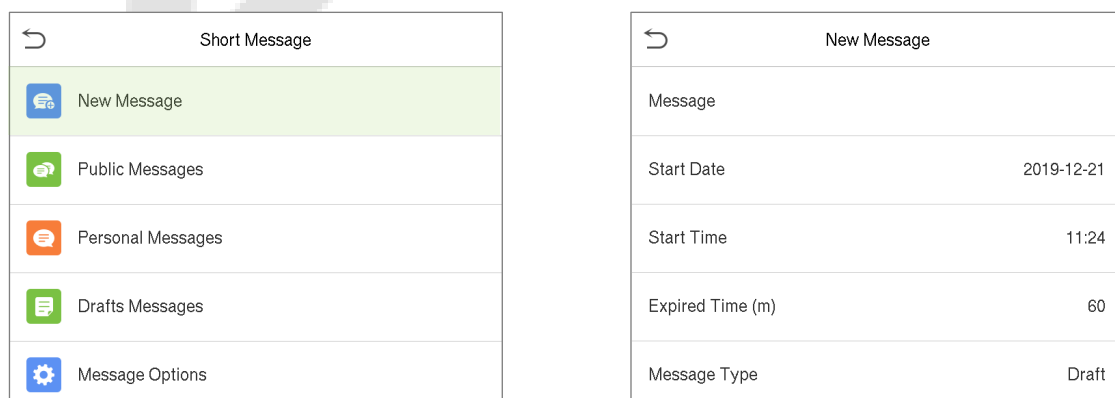 Short Message
New Message
Public Messages
Personal Messages
Drafts Messages
Message Options
New Message
Message
Start Date 2019-12-21
Start Time 11:24
Expired Time (m) 60
Message Type Draft